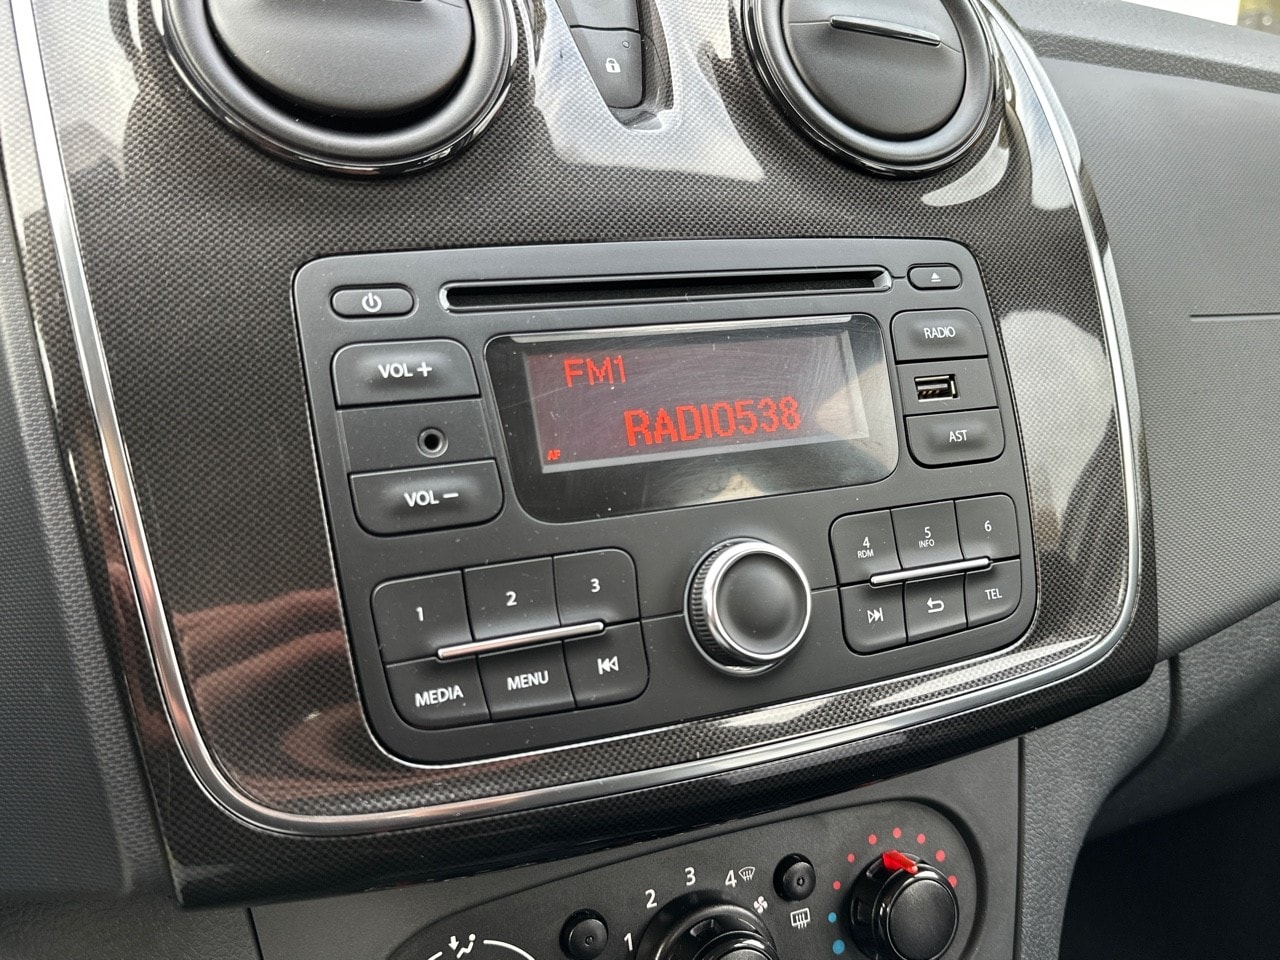 VOL +
VOL −
FM1
RADIO538
AF
RADIO
AST
1
2
3
MEDIA
MENU
4
RDM
5
INFO
6
TEL
1
2
3
4